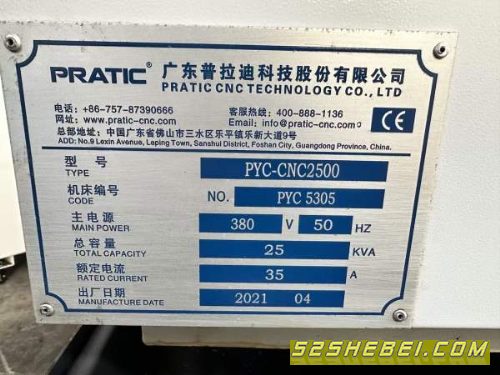 PRATIC® 广东普拉迪科技股份有限公司
PRATIC CNC TECHNOLOGY CO., LTD
电话: +86-757-87390666 客服热线: 400-888-1136
网址: www.pratic-cnc.com Email: info@pratic-cnc.com
总部地址: 中国广东省佛山市三水区乐平镇乐新大道9号
ADD: No.9 Lexin Avenue, Leping Town, Sanshui District, Foshan City, Guangdong Province, China.
CE
型号 PYC-CNC2500
TYPE
机床编号 NO. PYC 5305
CODE
主电源 380 V 50 HZ
MAIN POWER
总容量 25 KVA
TOTAL CAPACITY
额定电流 35 A
RATED CURRENT
出厂日期 2021 04
MANUFACTURE DATE
52SHEBEI.COM